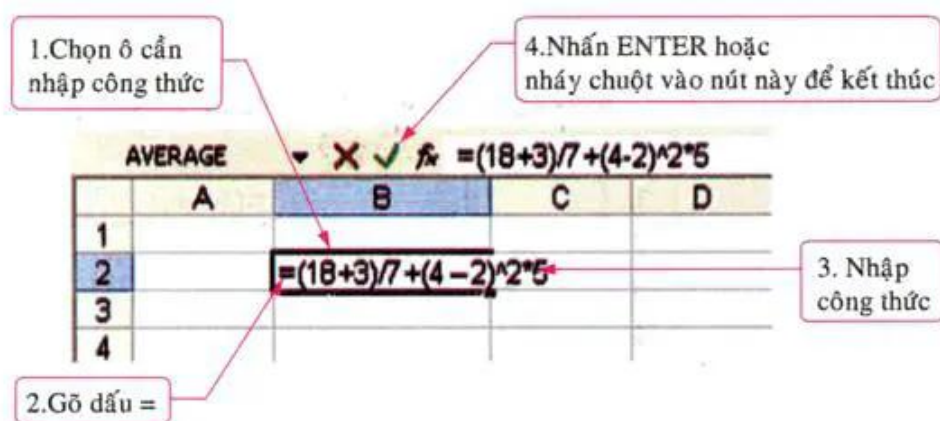 1.Chọn ô cần
nhập công thức
4.Nhấn ENTER hoặc
nháy chuột vào nút này để kết thúc
AVERAGE fx =(18+3)/7+(4-2)^2*5
A B C D
1
2 =(18+3)/7+(4-2)^2*5
3
4
3. Nhập
công thức
2.Gõ dấu =